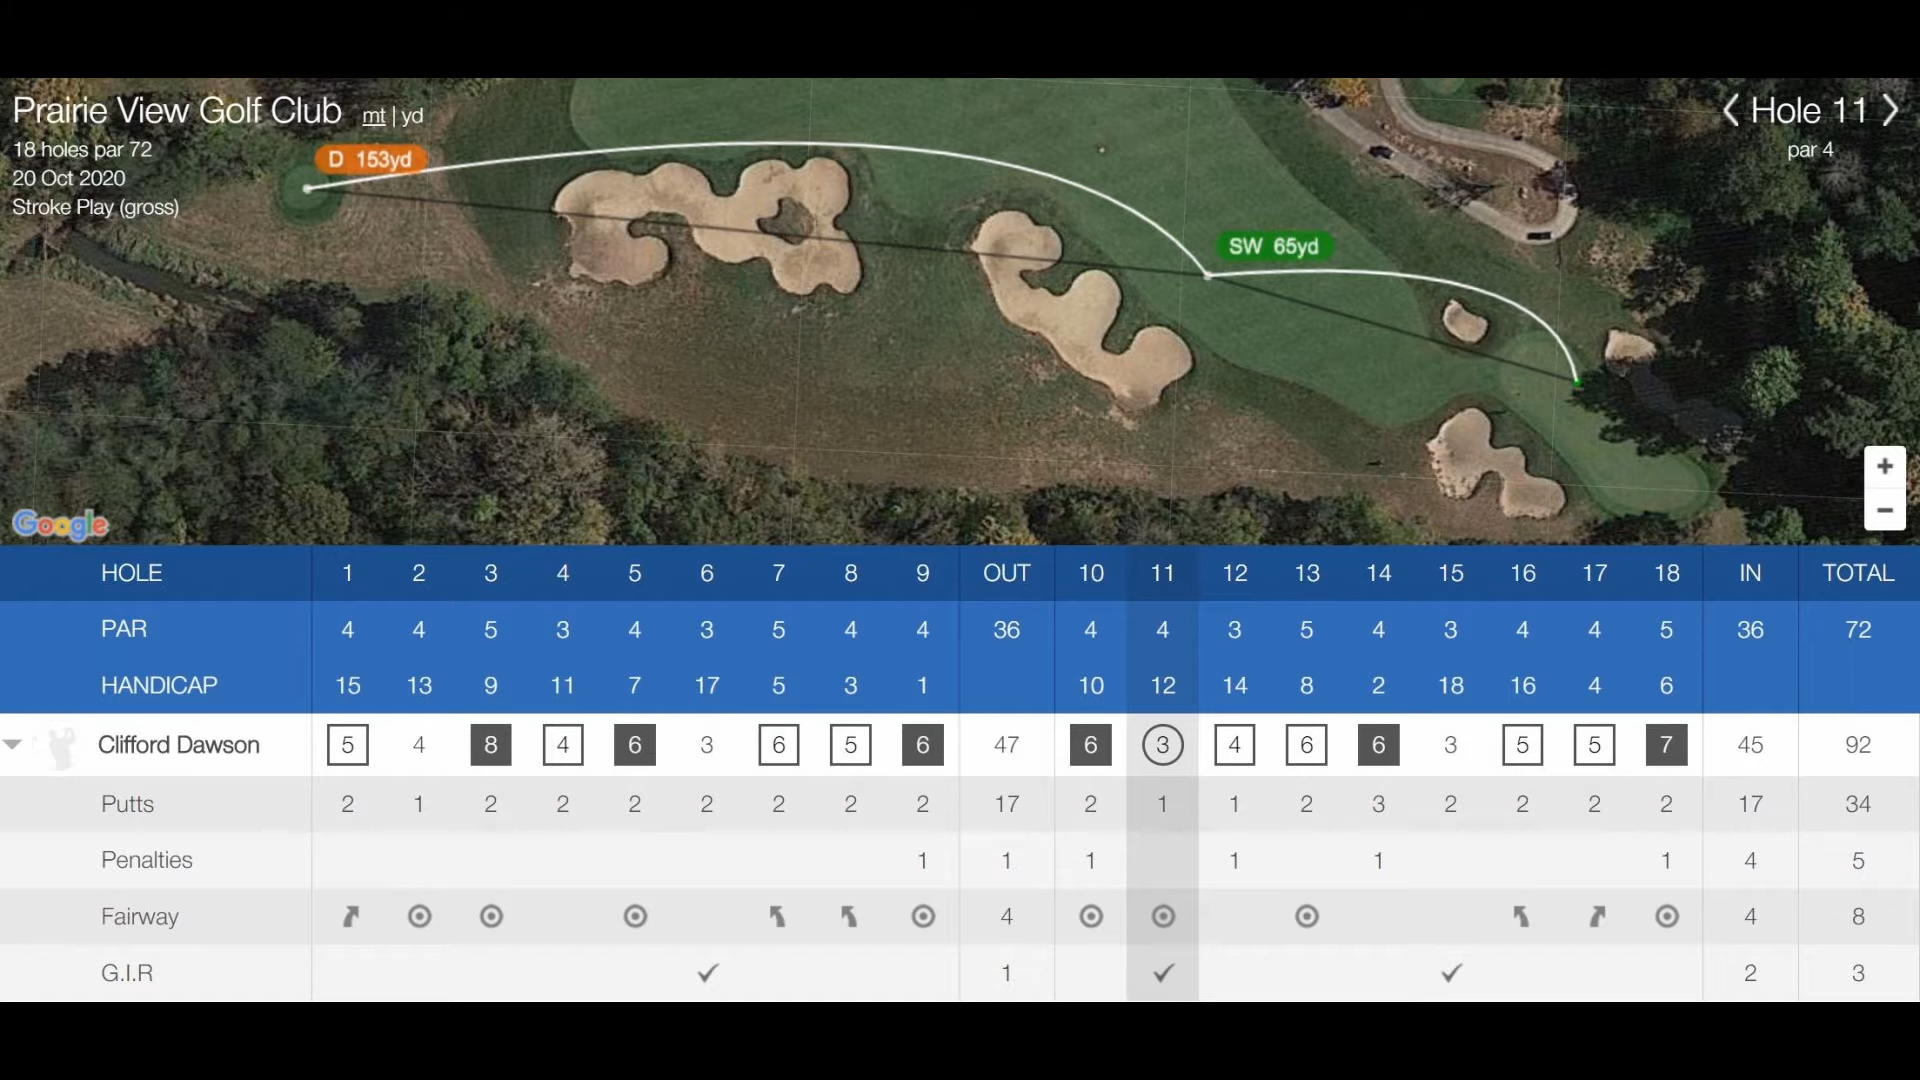 Prairie View Golf Club mt | yd
18 holes par 72
20 Oct 2020
Stroke Play (gross)
Hole 11
par 4
D 153yd
SW 65yd
+
−
Google
HOLE 1 2 3 4 5 6 7 8 9 OUT 10 11 12 13 14 15 16 17 18 IN TOTAL
PAR 4 4 5 3 4 3 5 4 4 36 4 4 3 5 4 3 4 4 5 36 72
HANDICAP 15 13 9 11 7 17 5 3 1 10 12 14 8 2 18 16 4 6
Clifford Dawson 5 4 8 4 6 3 6 5 6 47 6 3 4 6 6 3 5 5 7 45 92
Putts 2 1 2 2 2 2 2 2 2 17 2 1 1 2 3 2 2 2 2 17 34
Penalties 1 1 1 1 1 1 4 5
Fairway 4 4 8
G.I.R 1 2 3